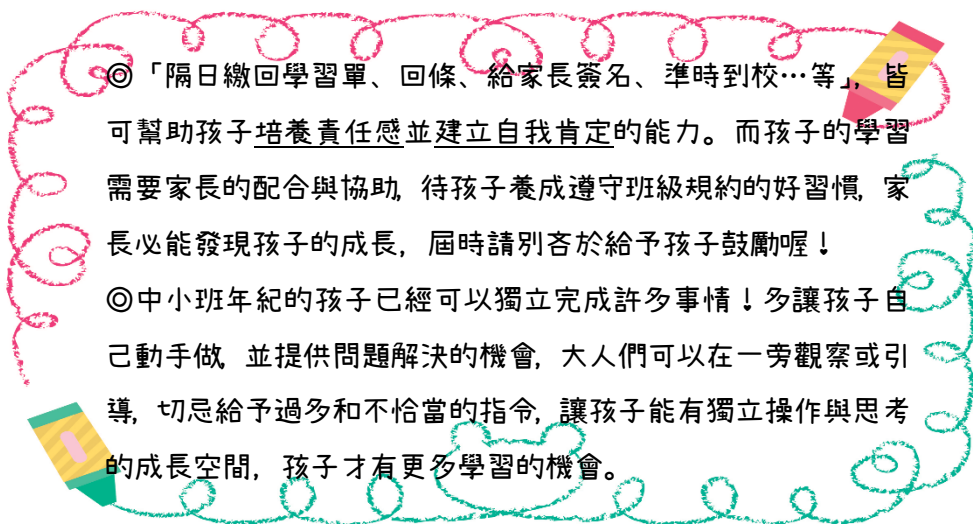 ◎「隔日繳回學習單、回條、給家長簽名、準時到校…等」,皆
可幫助孩子培養責任感並建立自我肯定的能力。而孩子的學習
需要家長的配合與協助,待孩子養成遵守班級規約的好習慣,家
長必能發現孩子的成長,屆時請別吝於給予孩子鼓勵喔!
◎中小班年紀的孩子已經可以獨立完成許多事情!多讓孩子自
己動手做,並提供問題解決的機會,大人們可以在一旁觀察或引
導,切忌給予過多和不恰當的指令,讓孩子能有獨立操作與思考
的成長空間,孩子才有更多學習的機會。